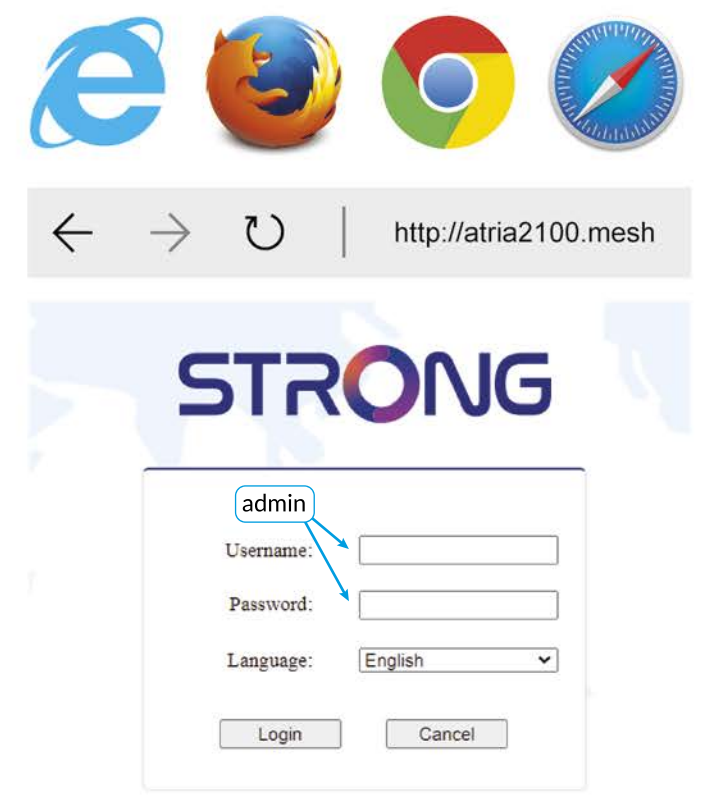 http://atria2100.mesh
STRONG
admin
Username:
Password:
Language: English
Login Cancel